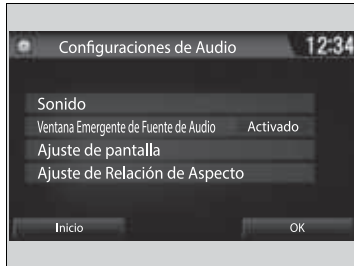 Configuraciones de Audio 12:34
Sonido
Ventana Emergente de Fuente de Audio Activado
Ajuste de pantalla
Ajuste de Relación de Aspecto
Inicio OK